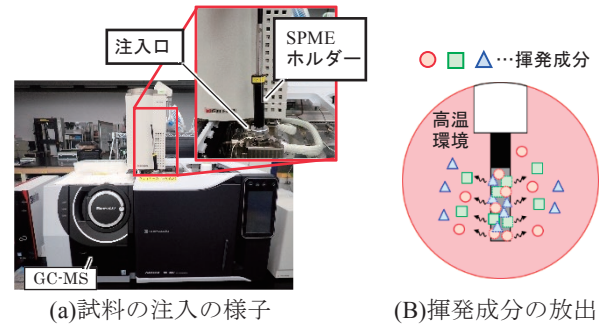 注入口
SPME
ホルダー
GC-MS
(a)試料の注入の様子
…揮発成分
高温
環境
(B)揮発成分の放出